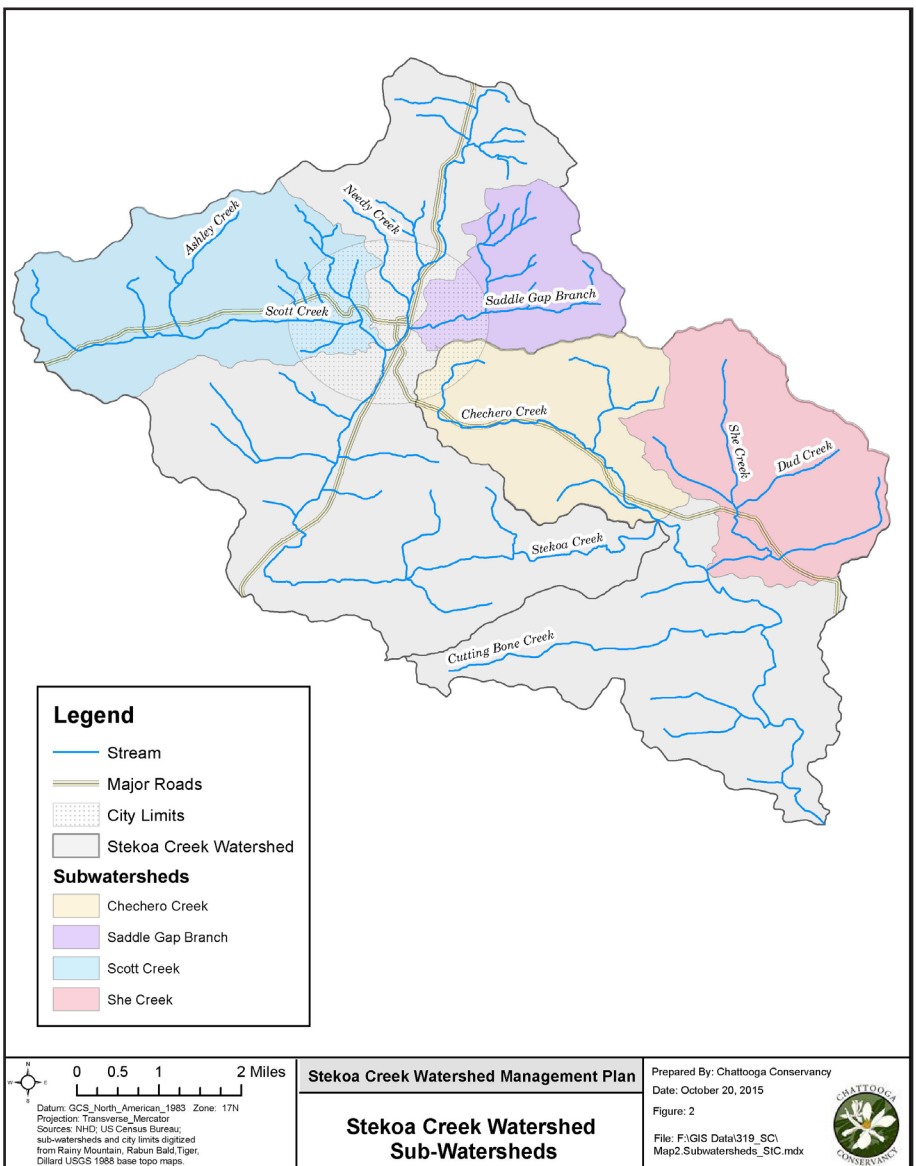 Needy Creek
Ashley Creek
Saddle Gap Branch
Scott Creek
Chechero Creek
She Creek
Dud Creek
Stekoa Creek
Cutting Bone Creek
Legend
Stream
Major Roads
City Limits
Stekoa Creek Watershed
Subwatersheds
Chechero Creek
Saddle Gap Branch
Scott Creek
She Creek
N
W E
S
0 0.5 1 2 Miles
Datum: GCS_North_American_1983 Zone: 17N
Projection: Transverse_Mercator
Sources: NHD; US Census Bureau;
sub-watersheds and city limits digitized
from Rainy Mountain, Rabun Bald,Tiger,
Dillard USGS 1988 base topo maps.
Stekoa Creek Watershed Management Plan
Stekoa Creek Watershed
Sub-Watersheds
Prepared By: Chattooga Conservancy
Date: October 20, 2015
Figure: 2
File: F:\GIS Data\319_SC\
Map2.Subwatersheds_StC.mdx
CHATTOOGA
CONSERVANCY